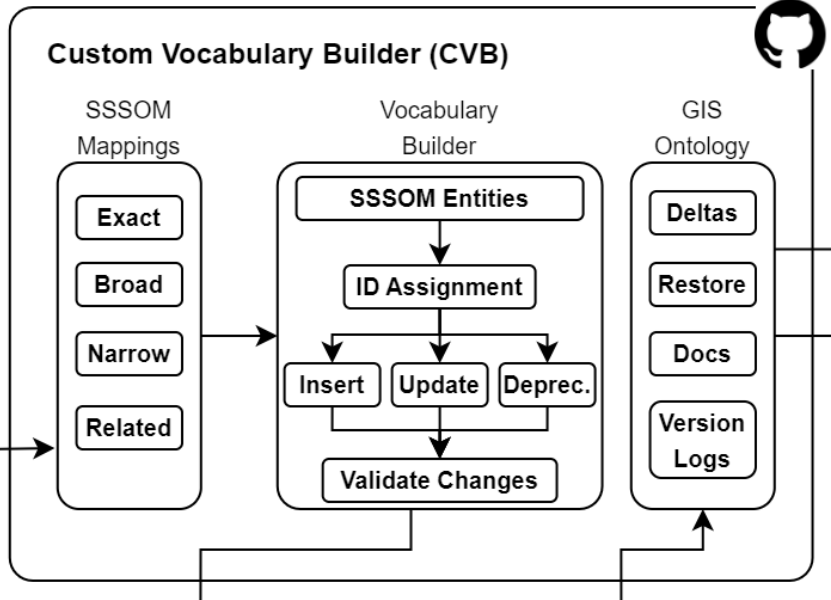 Custom Vocabulary Builder (CVB)
SSSOM
Mappings
Exact
Broad
Narrow
Related
Vocabulary
Builder
SSSOM Entities
ID Assignment
Insert
Update
Deprec.
Validate Changes
GIS
Ontology
Deltas
Restore
Docs
Version
Logs